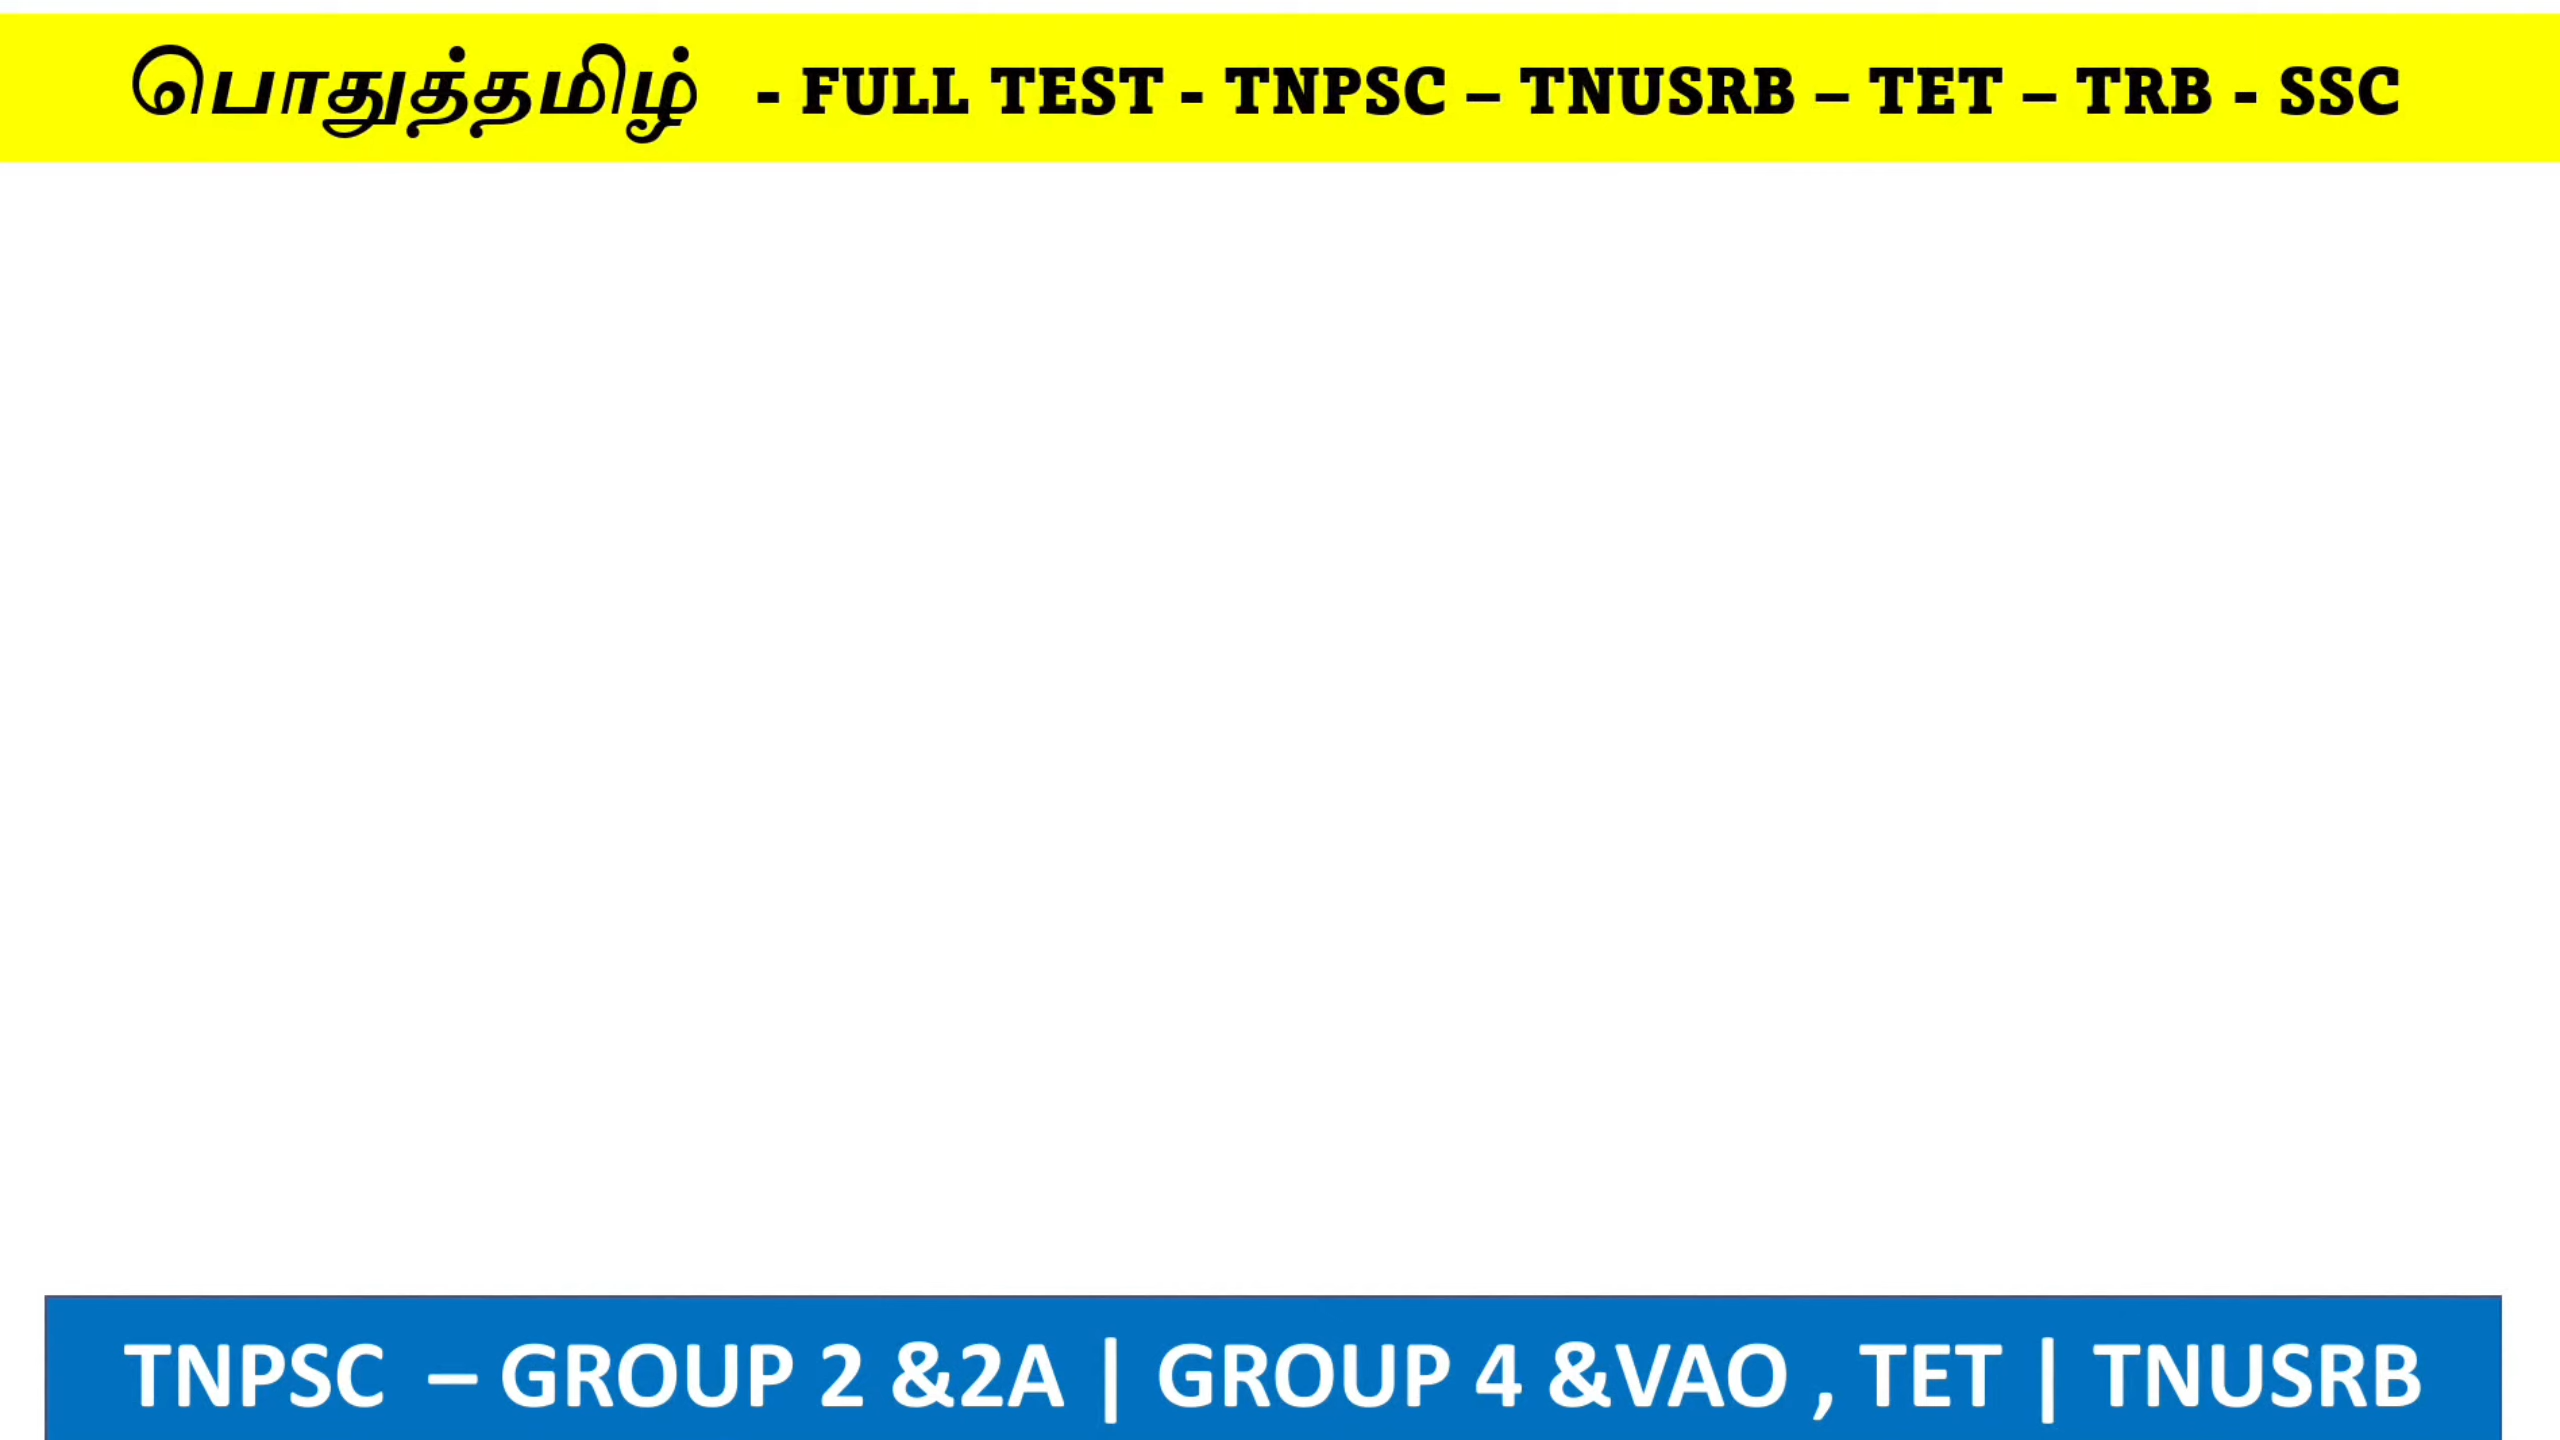 பொதுத்தமிழ் - FULL TEST - TNPSC – TNUSRB – TET – TRB - SSC
TNPSC – GROUP 2 &2A | GROUP 4 &VAO , TET | TNUSRB